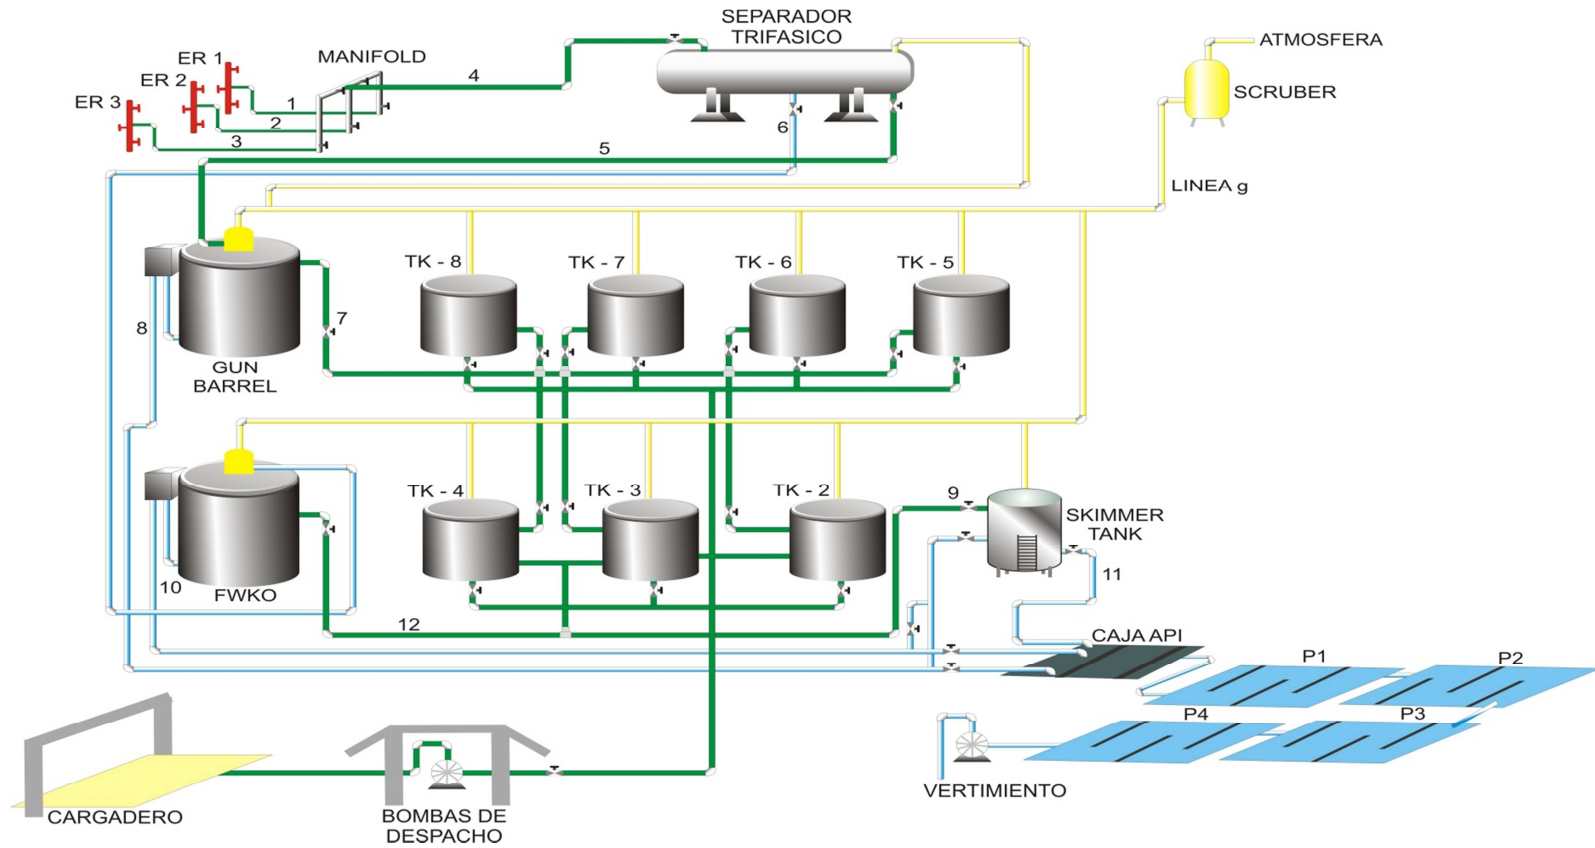 SEPARADOR
TRIFASICO
ATMOSFERA
ER 1
MANIFOLD
ER 2
4
SCRUBER
ER 3
1
2
3
6
5
LINEA g
TK - 8
TK - 7
TK - 6
TK - 5
8
7
GUN
BARREL
TK - 4
TK - 3
TK - 2
9
SKIMMER
TANK
10
FWKO
11
12
CAJA API
P1
P2
P4
P3
VERTIMIENTO
CARGADERO
BOMBAS DE
DESPACHO